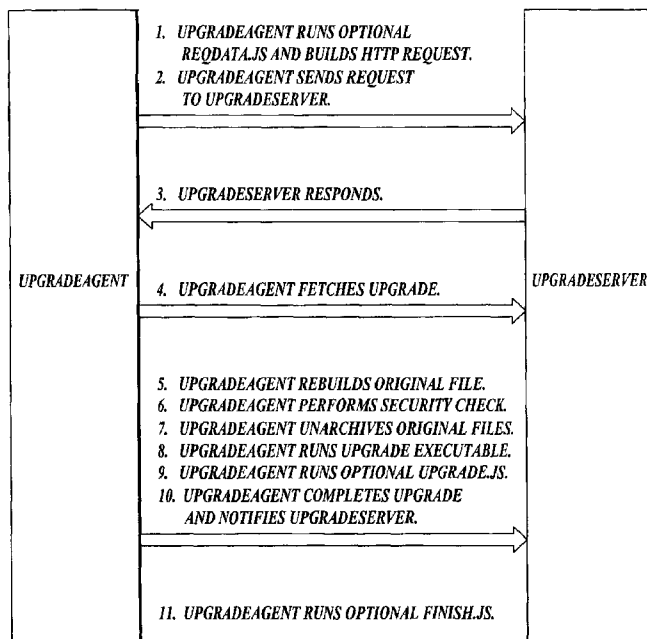 1. UPGRADEAGENT RUNS OPTIONAL
REQDATA.JS AND BUILDS HTTP REQUEST.
2. UPGRADEAGENT SENDS REQUEST
TO UPGRADESERVER.
3. UPGRADESERVER RESPONDS.
UPGRADEAGENT
UPGRADESERVER
4. UPGRADEAGENT FETCHES UPGRADE.
5. UPGRADEAGENT REBUILDS ORIGINAL FILE.
6. UPGRADEAGENT PERFORMS SECURITY CHECK.
7. UPGRADEAGENT UNARCHIVES ORIGINAL FILES.
8. UPGRADEAGENT RUNS UPGRADE EXECUTABLE.
9. UPGRADEAGENT RUNS OPTIONAL UPGRADE.JS.
10. UPGRADEAGENT COMPLETES UPGRADE
AND NOTIFIES UPGRADESERVER.
11. UPGRADEAGENT RUNS OPTIONAL FINISH.JS.